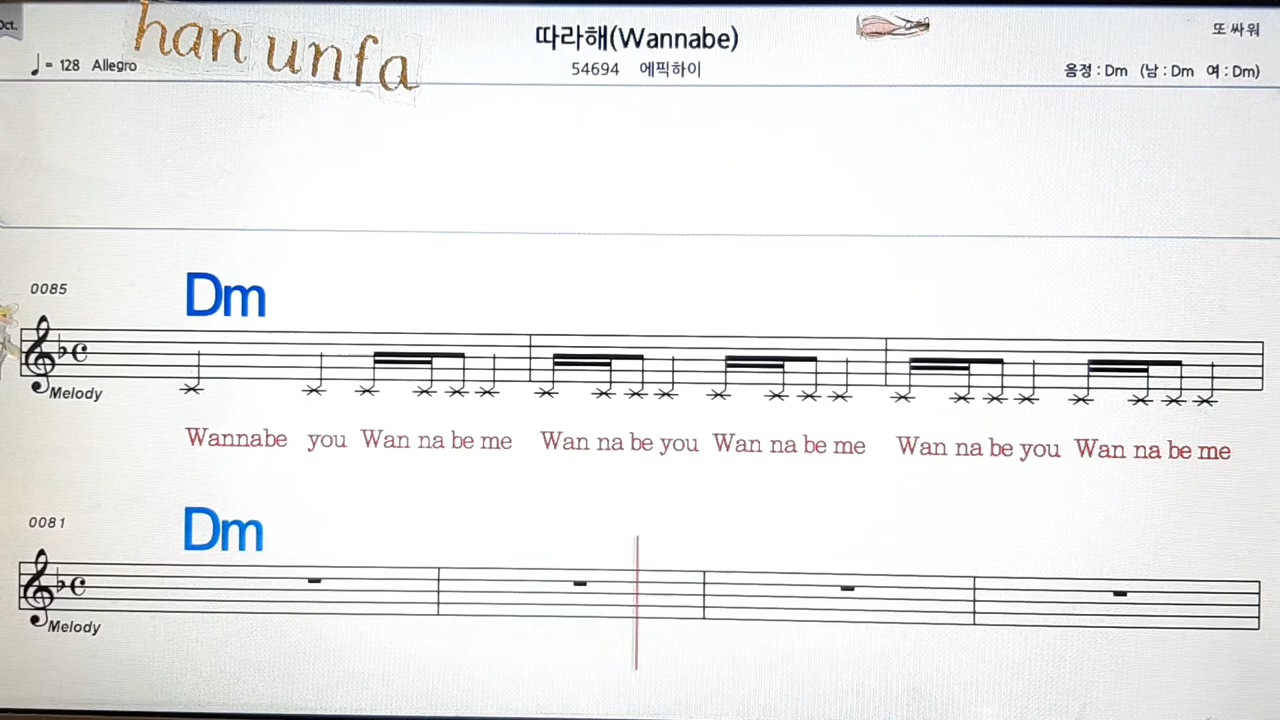 Oct.
han unfa
따라해(Wannabe)
또 싸워
♩= 128 Allegro
54694 에픽하이
음정 : Dm (남 : Dm 여 : Dm)
0085
Dm
Melody
Wannabe you Wan na be me Wan na be you Wan na be me Wan na be you Wan na be me
0081
Dm
Melody